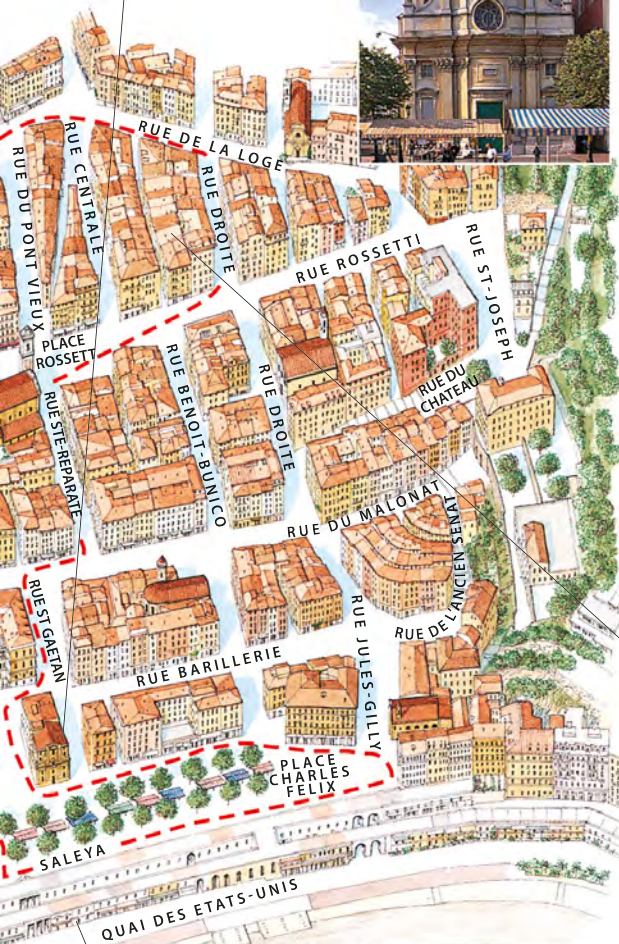 RUE DE LA LOGE
RUE CENTRALE
RUE DU PONT VIEUX
RUE DROITE
RUE ROSSETTI
RUE ST-JOSEPH
PLACE
ROSSETT
RUE DU
CHATEAU
RUE BENOIT-BUNICO
RUE DROITE
RUE STE-REPARATE
RUE DU MALONAT
RUE DE L'ANCIEN SENAT
RUE ST GAETAN
RUE JULES-GILLY
RUE BARILLERIE
PLACE
CHARLES
FELIX
SALEYA
QUAI DES ETATS-UNIS